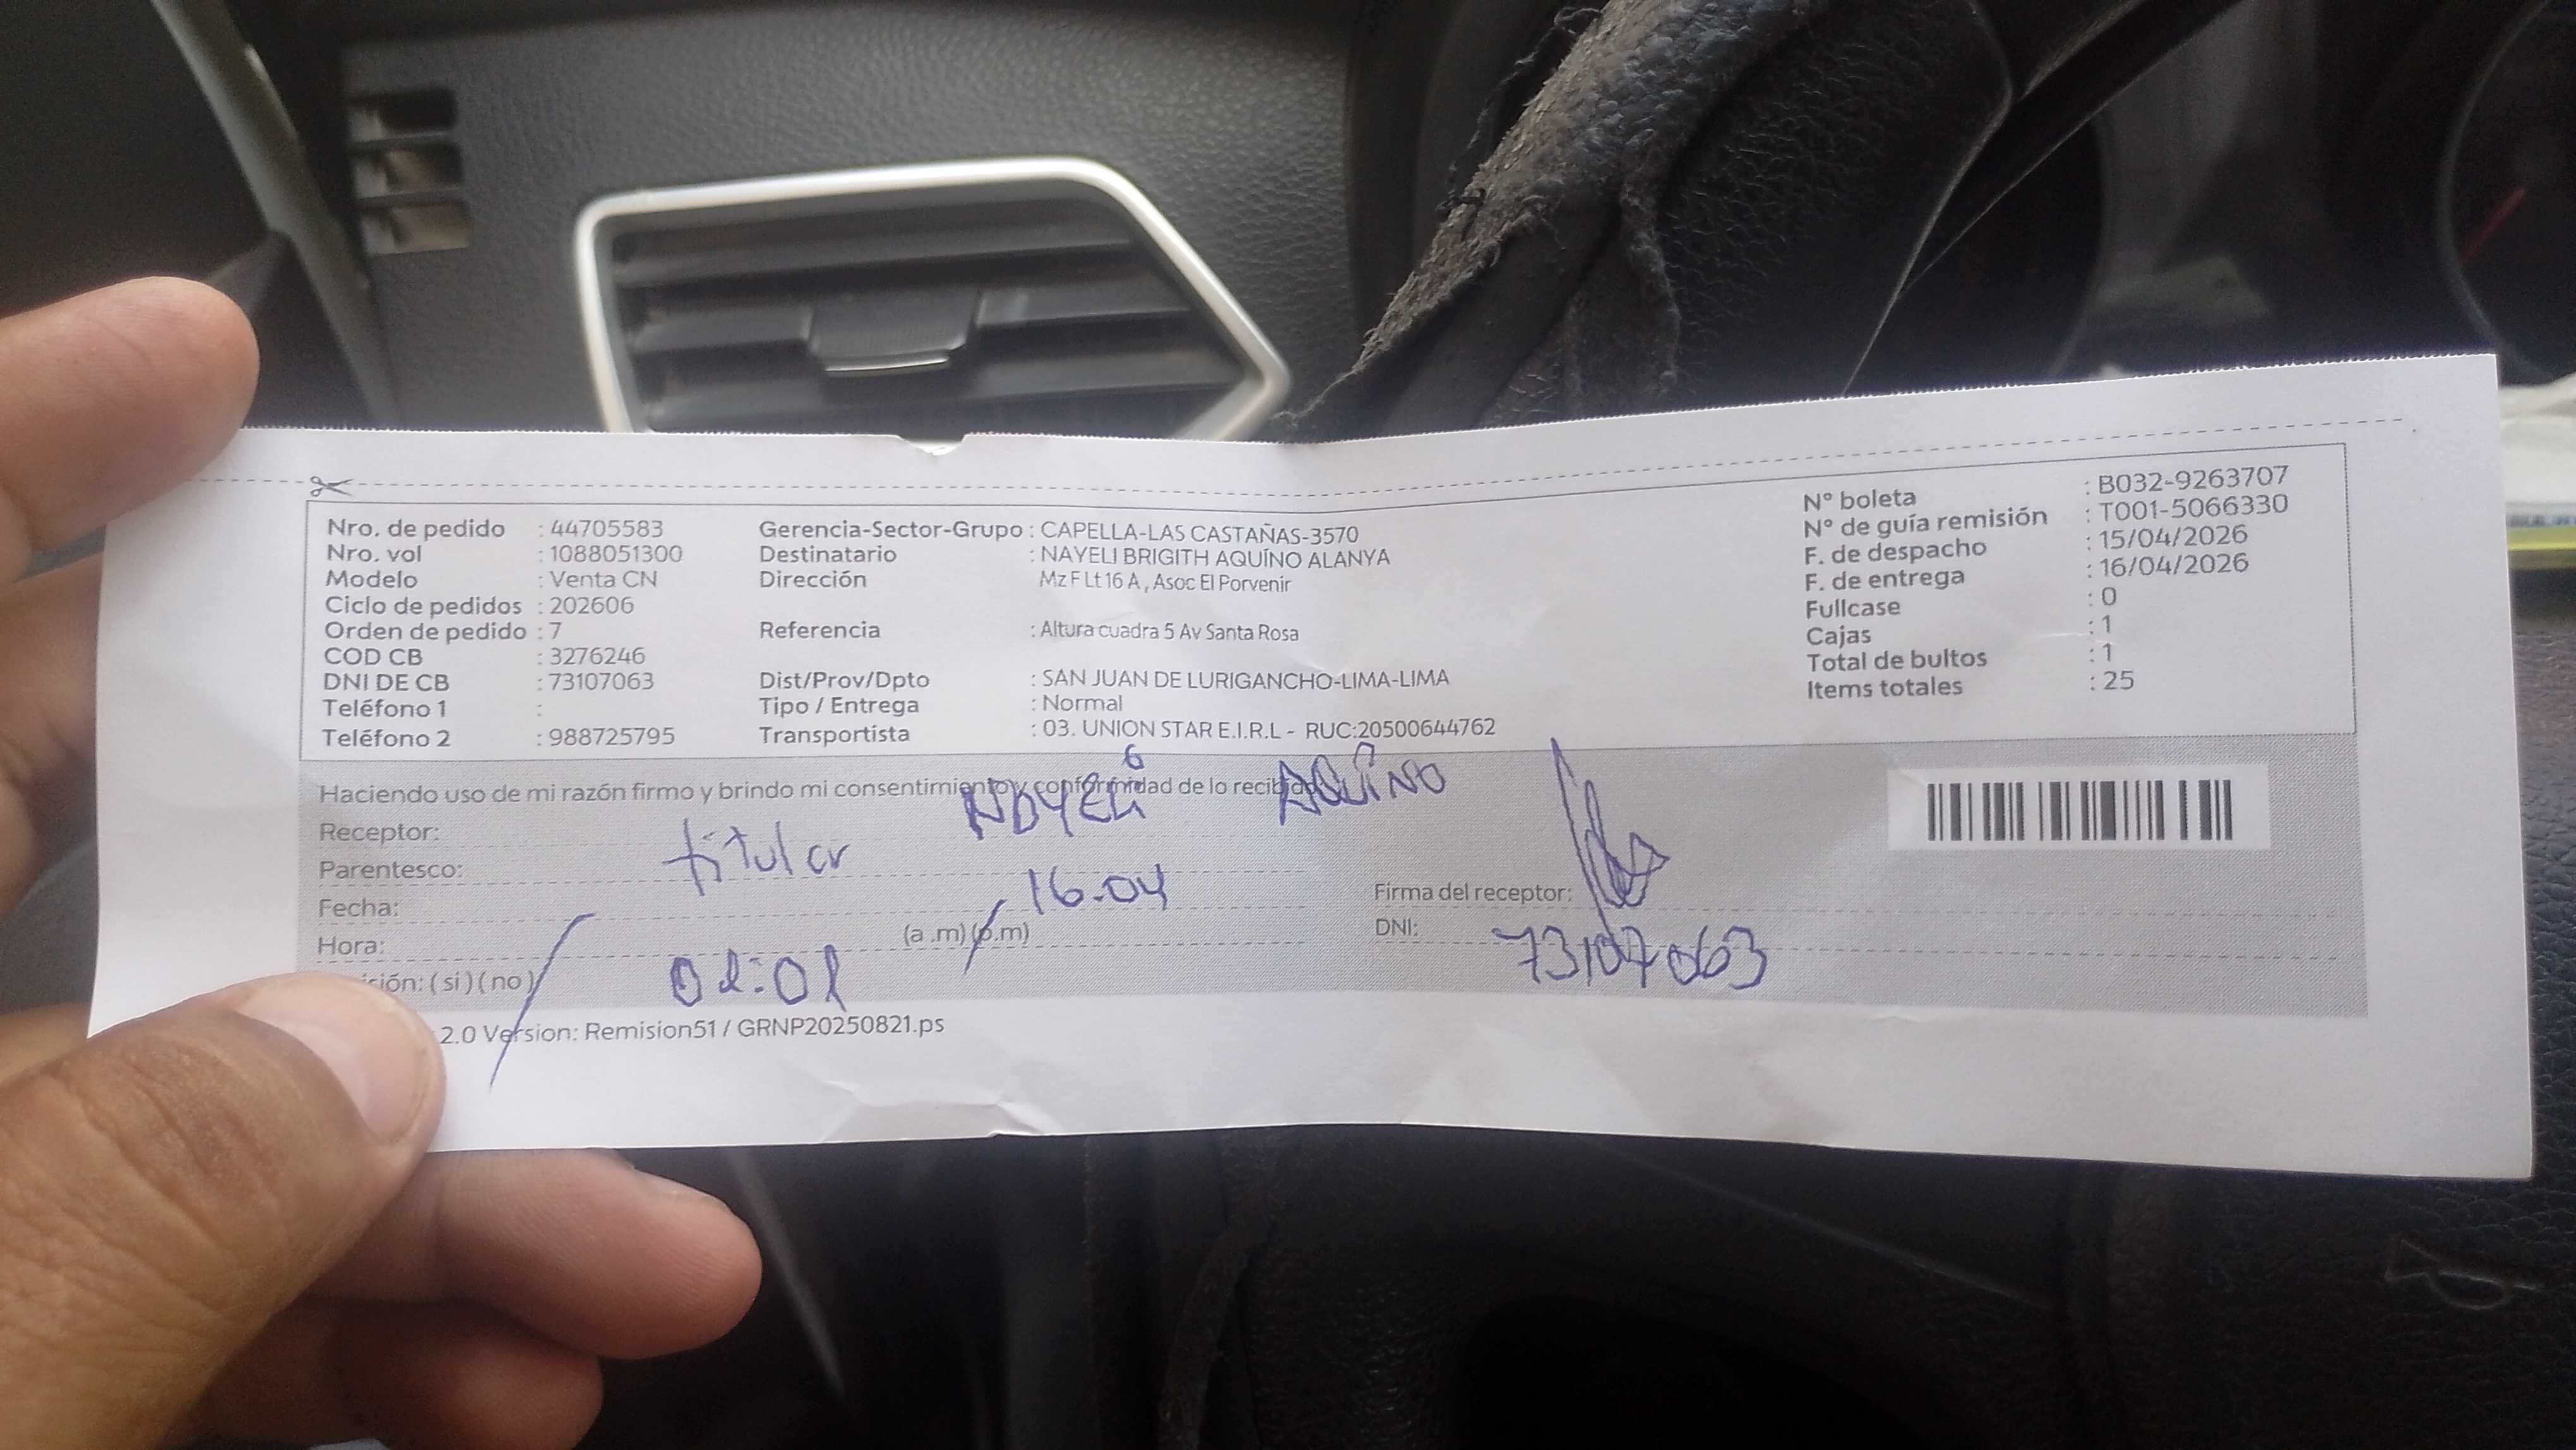 Nro. de pedido : 44705583
Nro. vol : 1088051300
Modelo : Venta CN
Ciclo de pedidos : 202606
Orden de pedido : 7
COD CB : 3276246
DNI DE CB : 73107063
Teléfono 1 :
Teléfono 2 : 988725795
Gerencia-Sector-Grupo : CAPELLA-LAS CASTAÑAS-3570
Destinatario : NAYELI BRIGITH AQUÍNO ALANYA
Dirección Mz F Lt 16 A , Asoc El Porvenir
Referencia : Altura cuadra 5 Av Santa Rosa
Dist/Prov/Dpto : SAN JUAN DE LURIGANCHO-LIMA-LIMA
Tipo / Entrega : Normal
Transportista : 03. UNION STAR E.I.R.L - RUC:20500644762
N° boleta : B032-9263707
N° de guía remisión : T001-5066330
F. de despacho : 15/04/2026
F. de entrega : 16/04/2026
Fullcase : 0
Cajas : 1
Total de bultos : 1
Items totales : 25
Haciendo uso de mi razón firmo y brindo mi consentimiento y conformidad de lo recibido
Receptor: NAYELI AQUINO
Parentesco: titular
Fecha: 16.04
Hora: (a .m) (p.m)
ición: ( si ) ( no )
Firma del receptor:
DNI: 73107063
2.0 Version: Remision51 / GRNP20250821.ps